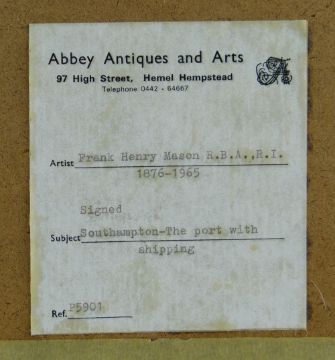 Abbey Antiques and Arts
97 High Street, Hemel Hempstead
Telephone 0442 - 64667
Artist Frank Henry Mason R.B.A.,R.I.
1876-1965
Signed
Subject Southampton-The port with
shipping
Ref. P5901